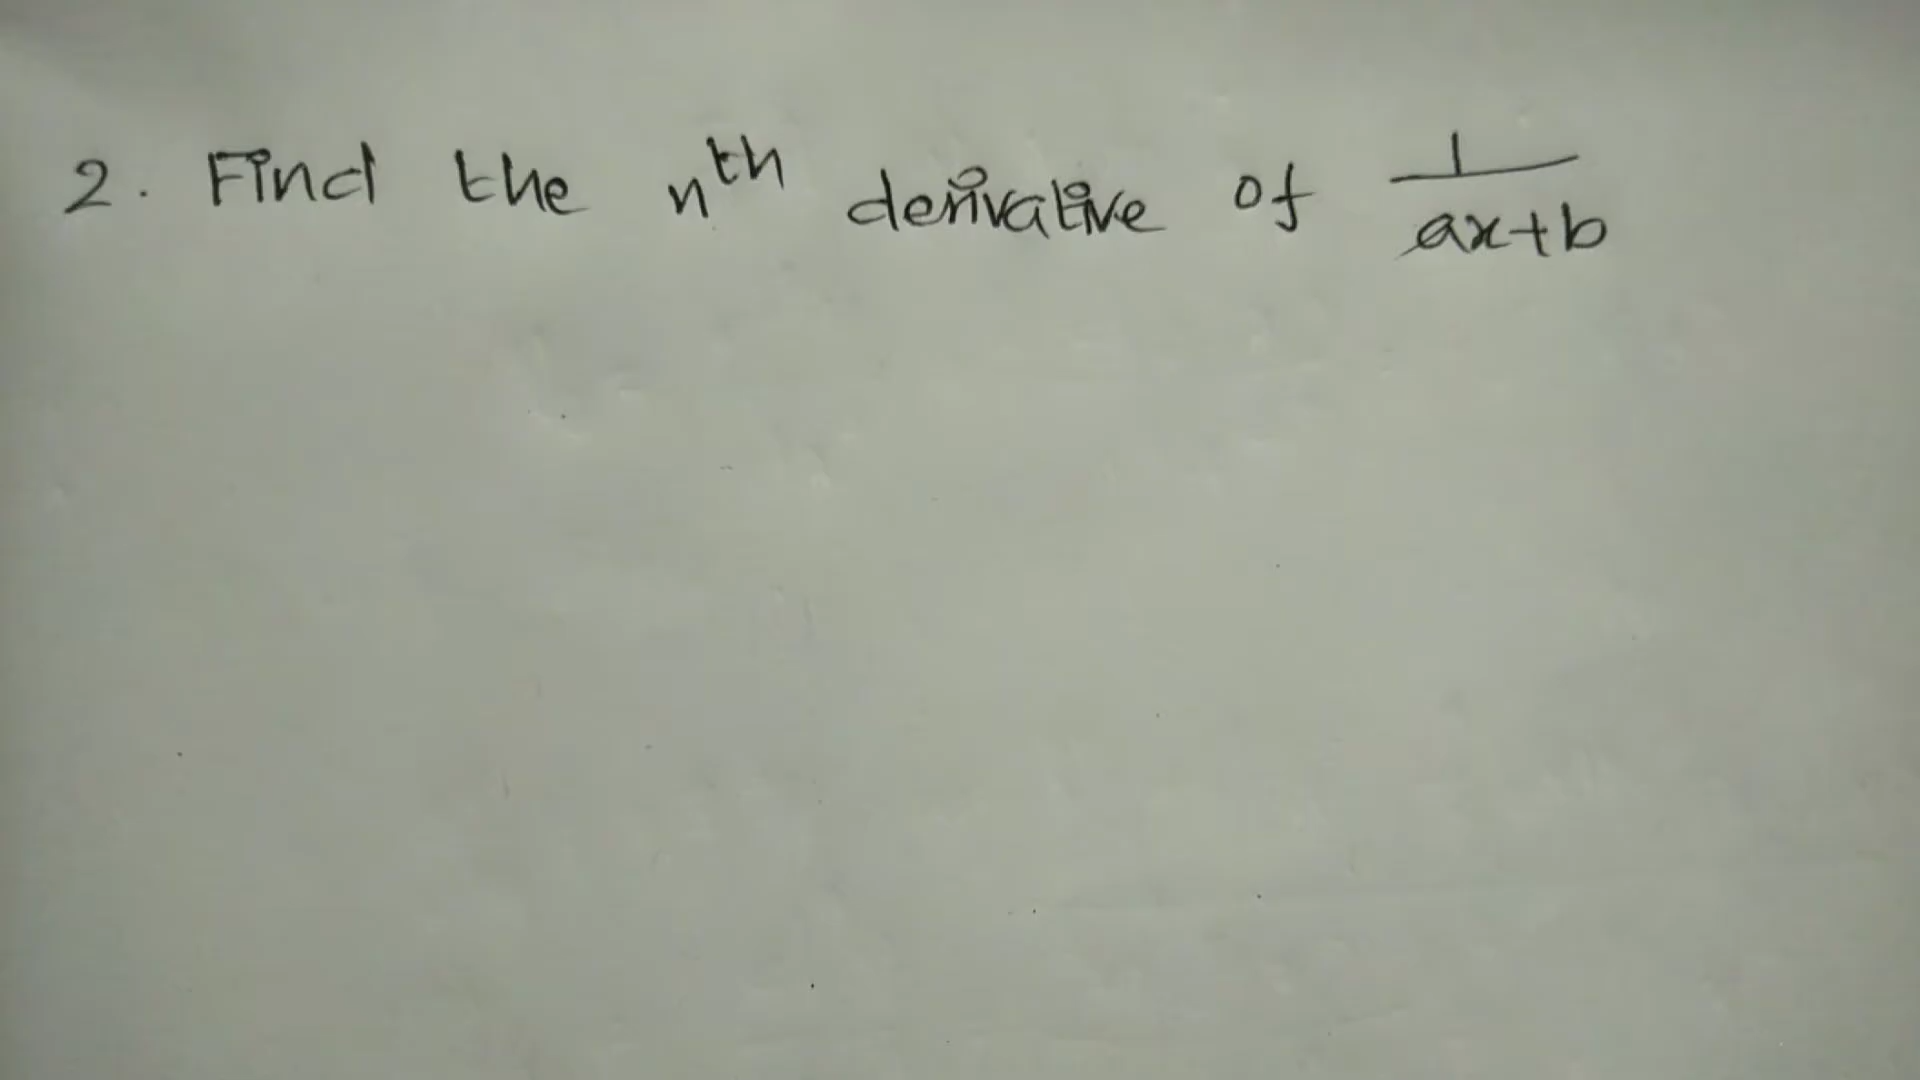 2. Find the nth derivative of 1/ax+b